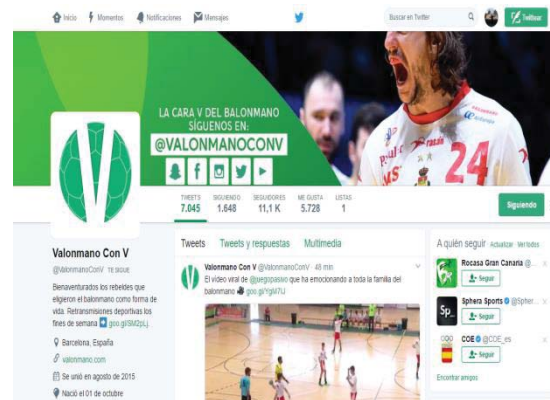 Inicio Momentos Notificaciones Mensajes Buscar en Twitter Twittear
LA CARA V DEL BALONMANO
SÍGUENOS EN:
@VALONMANOCONV
24
TWEETS SIGUIENDO SEGUIDORES ME GUSTA LISTAS
7.045 1.648 11,1 K 5.728 1
Siguiendo
Valonmano Con V
@ValonmanoConV TE SIGUE
Bienaventurados los rebeldes que
eligieron el balonmano como forma de
vida. Retransmisiones deportivas los
fines de semana goo.gl/SM2pLj
Barcelona, España
valonmano.com
Se unió en agosto de 2015
Nació el 01 de octubre
Tweets Tweets y respuestas Multimedia
Valonmano Con V @ValonmanoConV · 48 min
El vídeo viral de @juegopasivo que ha emocionando a toda la familia del
balonmano goo.gl/YgM7lJ
A quién seguir Actualizar Ver todos
Rocasa Gran Canaria @...
Seguir
Sphera Sports @Spher...
Seguir
COE @COE_es
Seguir
Encontrar amigos